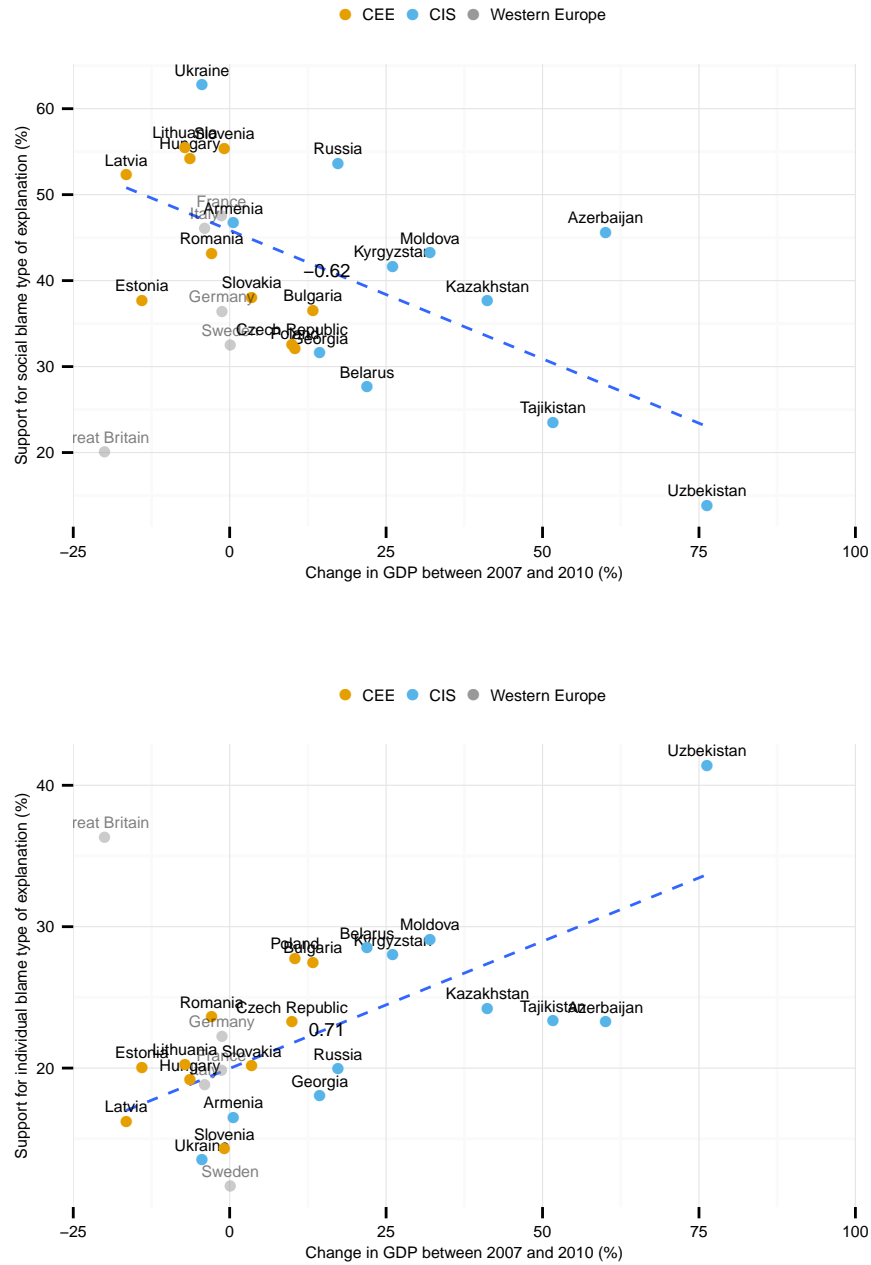 CEE CIS Western Europe
Support for social blame type of explanation (%)
60
50
40
30
20
Ukraine
Lithuania
Slovenia
Hungary
Latvia
Russia
France
Armenia
Italy
Azerbaijan
Romania
Moldova
Kyrgyzstan
−0.62
Estonia
Slovakia
Kazakhstan
Germany
Bulgaria
Sweden
Czech Republic
Poland
Georgia
Belarus
Tajikistan
reat Britain
Uzbekistan
−25 0 25 50 75 100
Change in GDP between 2007 and 2010 (%)
CEE CIS Western Europe
Support for individual blame type of explanation (%)
40
30
20
Uzbekistan
reat Britain
Moldova
Belarus
Kyrgyzstan
Poland
Bulgaria
Kazakhstan
Romania
Czech Republic
Tajikistan
Azerbaijan
Germany
0.71
Estonia
Lithuania
France
Slovakia
Russia
Hungary
Italy
Georgia
Latvia
Armenia
Slovenia
Ukraine
Sweden
−25 0 25 50 75 100
Change in GDP between 2007 and 2010 (%)